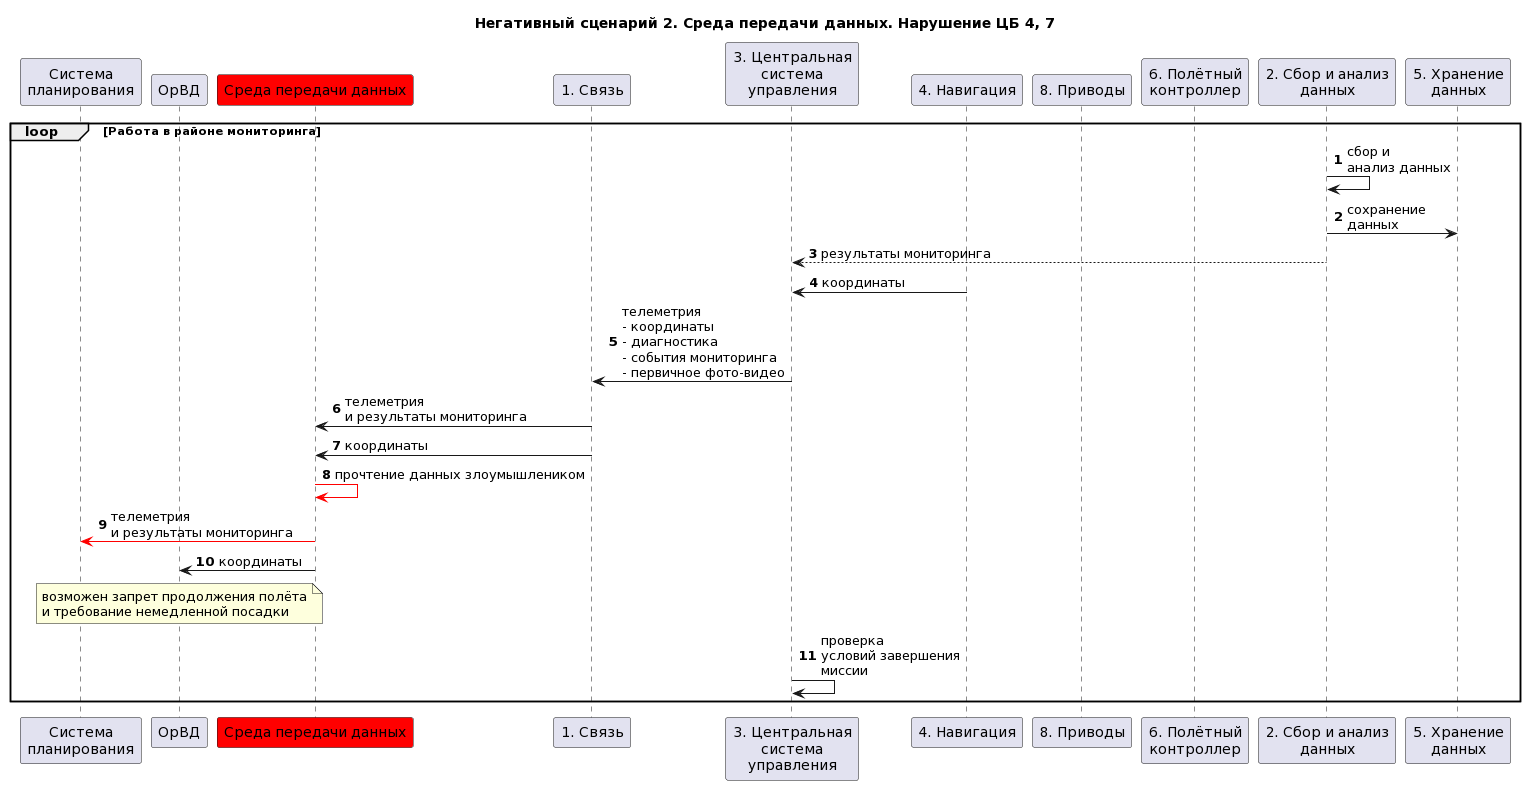 Негативный сценарий 2. Среда передачи данных. Нарушение ЦБ 4, 7
Система
планирования
ОрВД
Среда передачи данных
1. Связь
3. Центральная
система
управления
4. Навигация
8. Приводы
6. Полётный
контроллер
2. Сбор и анализ
данных
5. Хранение
данных
loop [Работа в районе мониторинга]
1 сбор и
анализ данных
2 сохранение
данных
3 результаты мониторинга
4 координаты
5 телеметрия
- координаты
- диагностика
- события мониторинга
- первичное фото-видео
6 телеметрия
и результаты мониторинга
7 координаты
8 прочтение данных злоумышлеником
9 телеметрия
и результаты мониторинга
10 координаты
возможен запрет продолжения полёта
и требование немедленной посадки
11 проверка
условий завершения
миссии
Система
планирования
ОрВД
Среда передачи данных
1. Связь
3. Центральная
система
управления
4. Навигация
8. Приводы
6. Полётный
контроллер
2. Сбор и анализ
данных
5. Хранение
данных